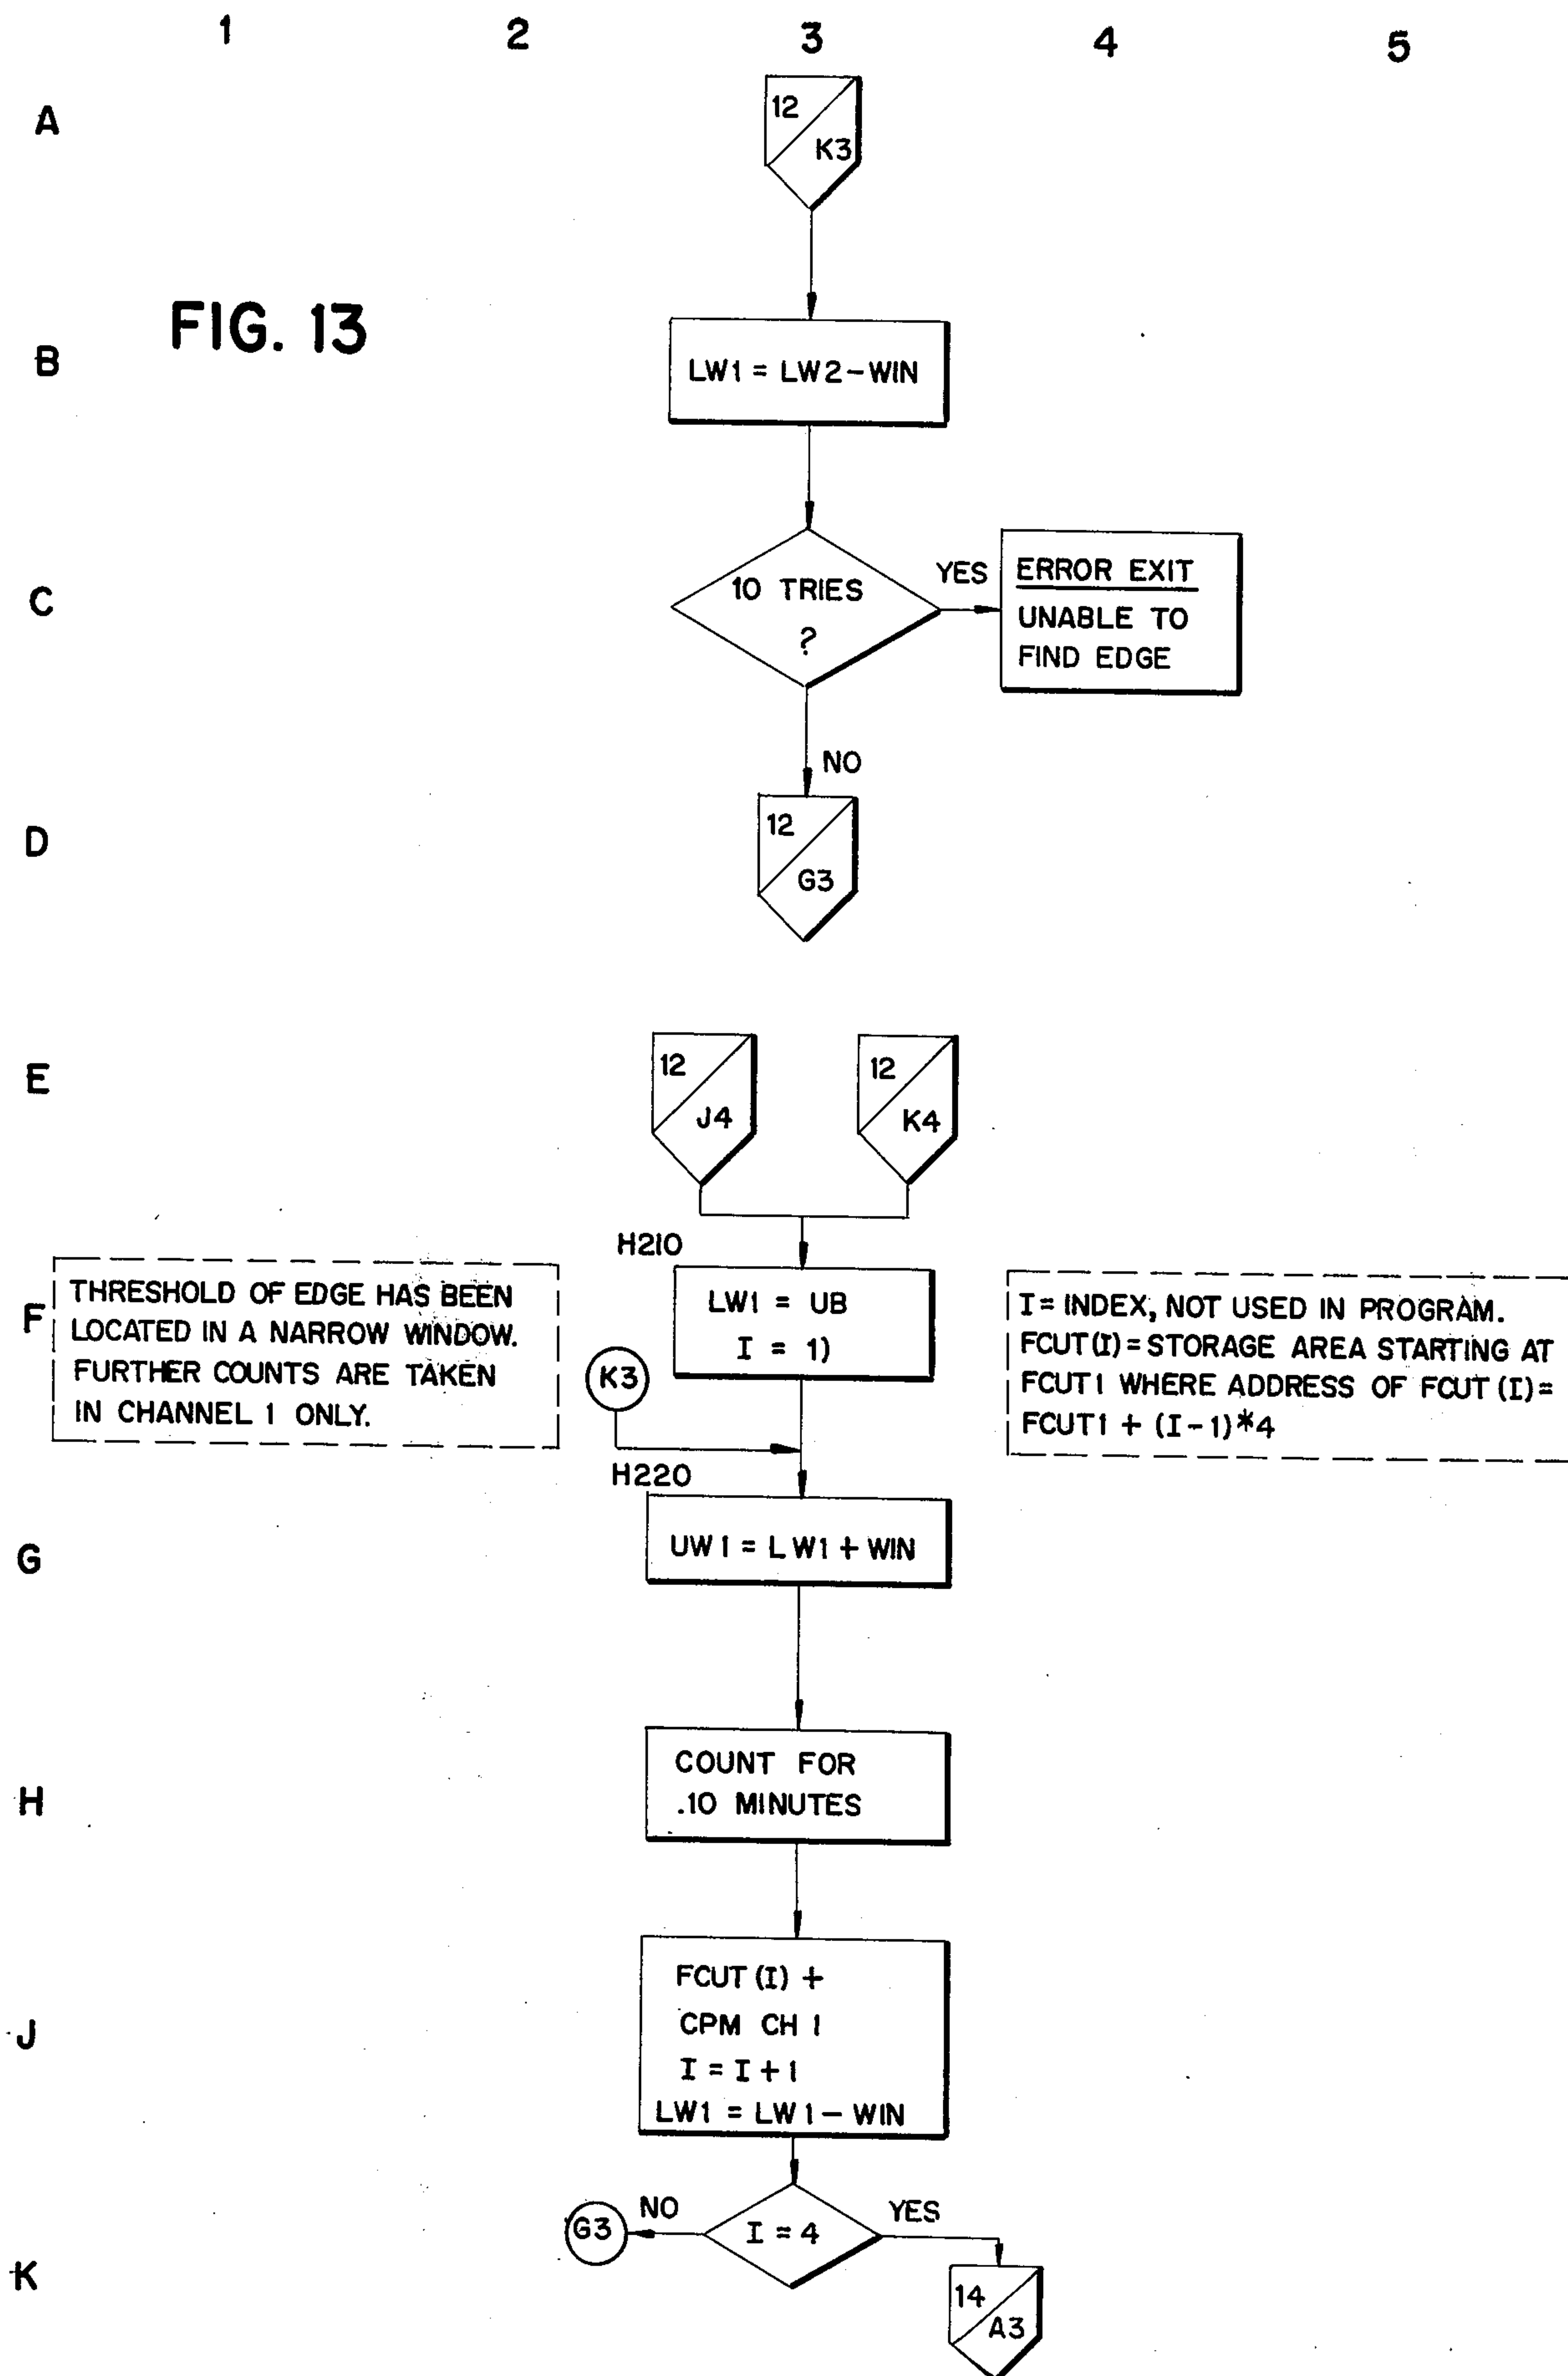 1 2 3 4 5
A
12
K3
FIG. 13
B
LW1 = LW2-WIN
C
10 TRIES
?
YES
ERROR EXIT
UNABLE TO
FIND EDGE
NO
D
12
G3
E
12
J4
12
K4
H210
F
THRESHOLD OF EDGE HAS BEEN
LOCATED IN A NARROW WINDOW.
FURTHER COUNTS ARE TAKEN
IN CHANNEL 1 ONLY.
LW1 = UB
I = 1)
K3
I = INDEX, NOT USED IN PROGRAM.
FCUT(I) = STORAGE AREA STARTING AT
FCUT1 WHERE ADDRESS OF FCUT (I) =
FCUT1 + (I-1)*4
H220
G
UW1 = LW1 + WIN
H
COUNT FOR
.10 MINUTES
J
FCUT (I) +
CPM CH 1
I = I + 1
LW1 = LW1 - WIN
K
G3
NO
I = 4
YES
14
A3